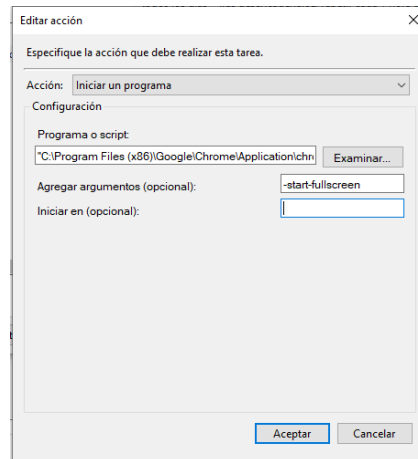 Editar acción
Especifique la acción que debe realizar esta tarea.
Acción: Iniciar un programa
Configuración
Programa o script:
"C:\Program Files (x86)\Google\Chrome\Application\chr Examinar...
Agregar argumentos (opcional): -start-fullscreen
Iniciar en (opcional):
Aceptar Cancelar